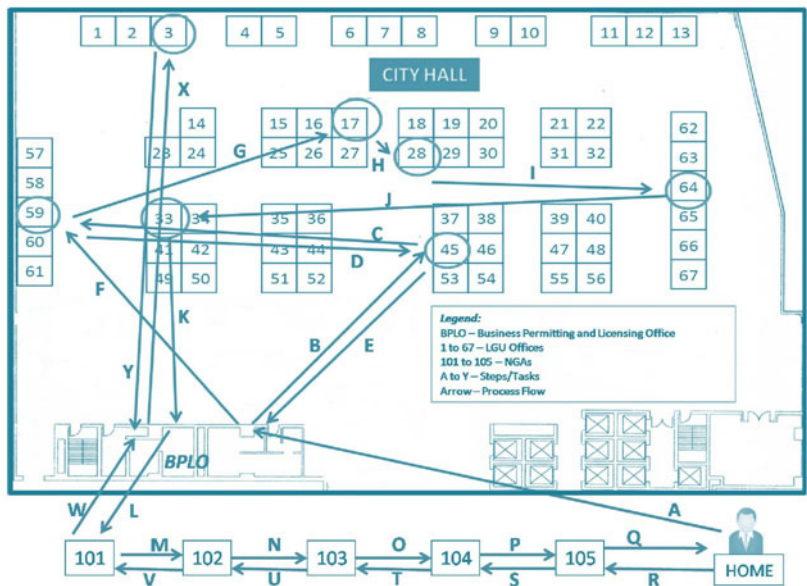 1 2 3 4 5 6 7 8 9 10 11 12 13
X
CITY HALL
14 15 16 17 18 19 20 21 22 62
57 23 24 G 25 26 27 H 28 29 30 31 32 63
58 I 64
59 33 34 35 36 J 37 38 39 40 65
60 41 42 43 44 C 45 46 47 48 66
61 49 50 51 52 D 53 54 55 56 67
F K
Legend:
BPLO – Business Permitting and Licensing Office
1 to 67 – LGU Offices
101 to 105 – NGAs
A to Y – Steps/Tasks
Arrow – Process Flow
Y B E
BPLO
W L A
M N O P Q
101 102 103 104 105 HOME
V U T S R